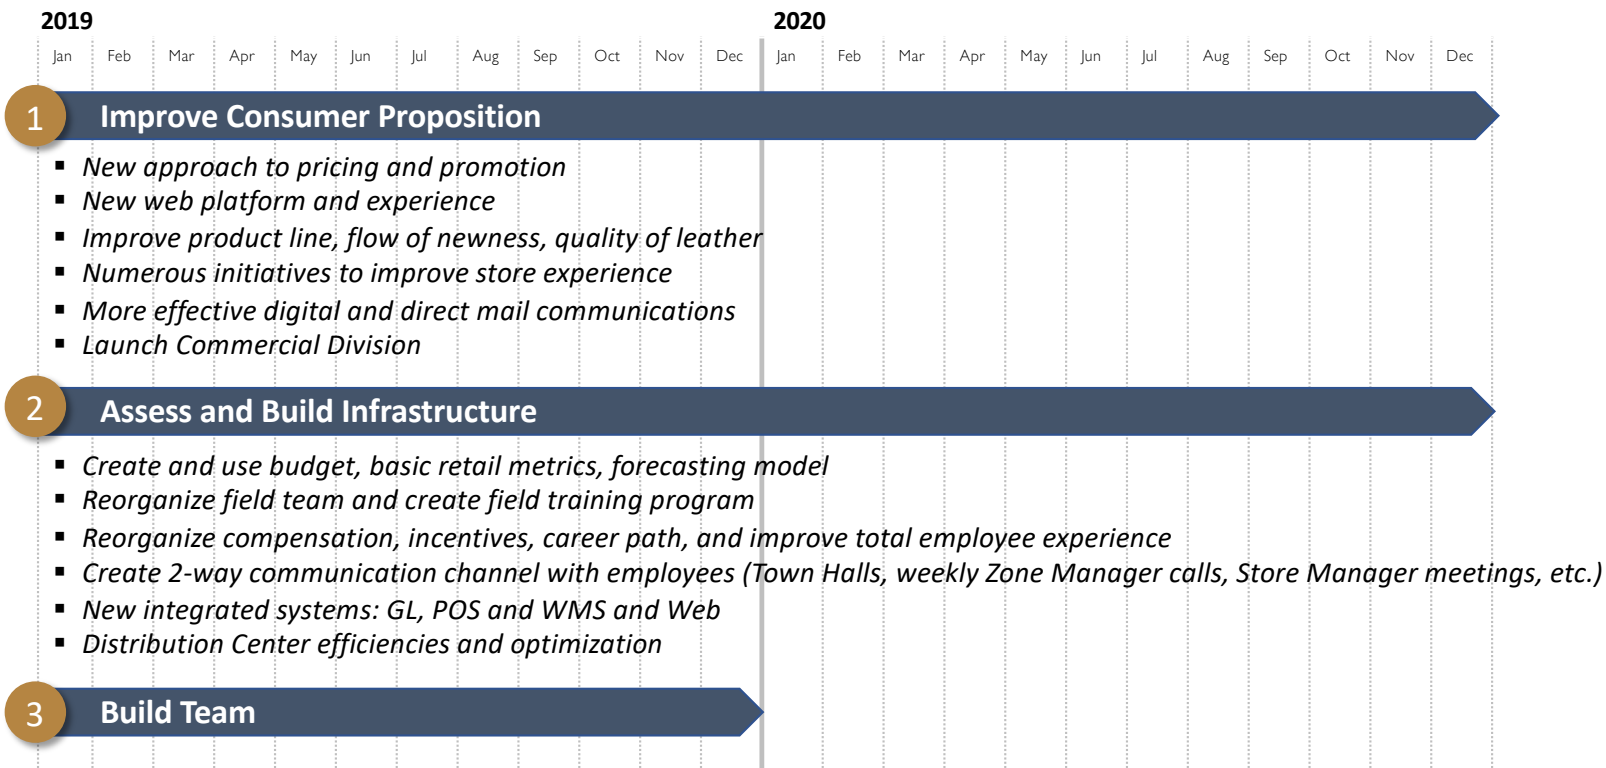 2019 2020
Jan Feb Mar Apr May Jun Jul Aug Sep Oct Nov Dec Jan Feb Mar Apr May Jun Jul Aug Sep Oct Nov Dec
1 Improve Consumer Proposition
▪ New approach to pricing and promotion
▪ New web platform and experience
▪ Improve product line, flow of newness, quality of leather
▪ Numerous initiatives to improve store experience
▪ More effective digital and direct mail communications
▪ Launch Commercial Division
2 Assess and Build Infrastructure
▪ Create and use budget, basic retail metrics, forecasting model
▪ Reorganize field team and create field training program
▪ Reorganize compensation, incentives, career path, and improve total employee experience
▪ Create 2-way communication channel with employees (Town Halls, weekly Zone Manager calls, Store Manager meetings, etc.)
▪ New integrated systems: GL, POS and WMS and Web
▪ Distribution Center efficiencies and optimization
3 Build Team